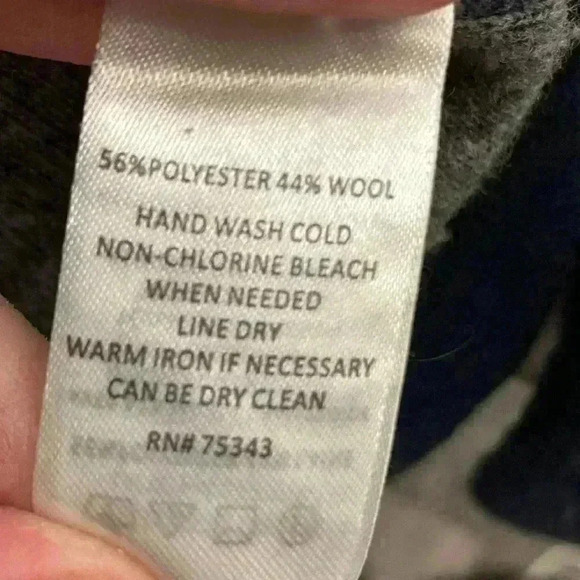 56%POLYESTER 44% WOOL
HAND WASH COLD
NON-CHLORINE BLEACH
WHEN NEEDED
LINE DRY
WARM IRON IF NECESSARY
CAN BE DRY CLEAN
RN# 75343